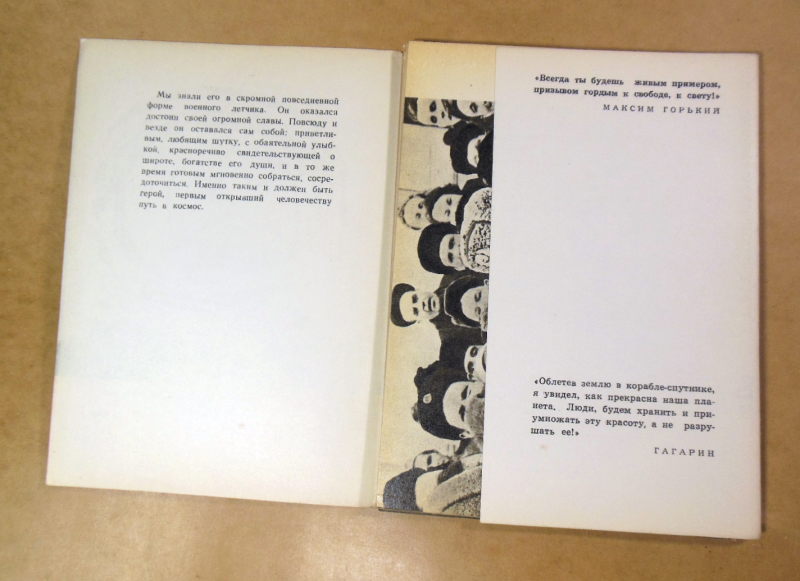 Мы знали его в скромной повседневной
форме военного летчика. Он оказался
достоин своей огромной славы. Повсюду и
везде он оставался сам собой: приветли-
вым, любящим шутку, с обаятельной улыб-
кой, красноречиво свидетельствующей о
широте, богатстве его души, и в то же
время готовым мгновенно собраться, сосре-
доточиться. Именно таким и должен быть
герой, первым открывший человечеству
путь в космос.
«Всегда ты будешь живым примером,
призывом гордым к свободе, к свету!»
МАКСИМ ГОРЬКИЙ
«Облетев землю в корабле-спутнике,
я увидел, как прекрасна наша пла-
нета. Люди, будем хранить и при-
умножать эту красоту, а не разру-
шать ее!»
ГАГАРИН